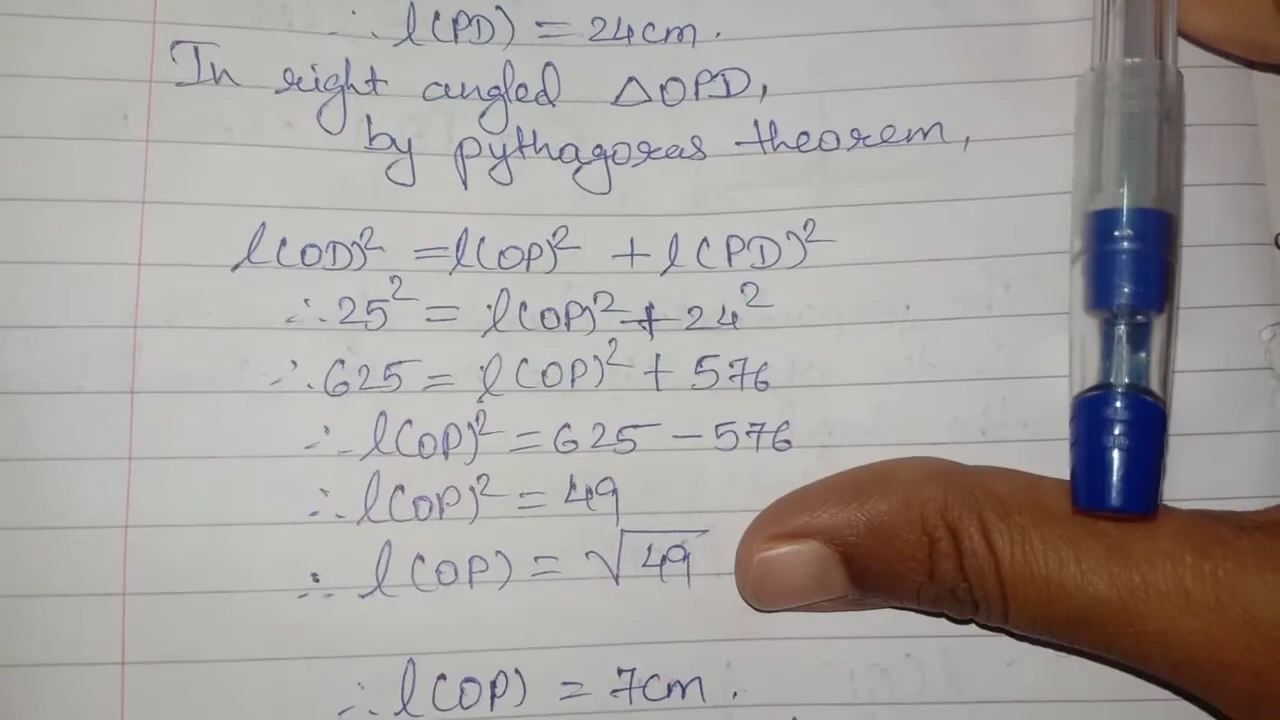 ∴ l(PD) = 24cm.
In right angled △OPD,
by pythagoras theorem,
l(OD)² = l(OP)² + l(PD)²
∴ 25² = l(OP)² + 24²
∴ 625 = l(OP)² + 576
∴ l(OP)² = 625 - 576
∴ l(OP)² = 49
∴ l(OP) = √49
∴ l(OP) = 7cm.